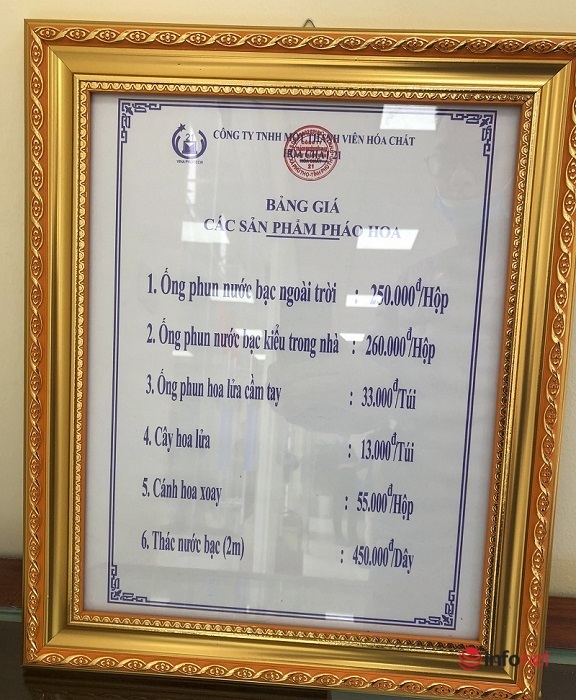 CÔNG TY TNHH MỘT THÀNH VIÊN HÓA CHẤT
21
BẢNG GIÁ
CÁC SẢN PHẨM PHÁO HOA
1. Ống phun nước bạc ngoài trời : 250.000đ/Hộp
2. Ống phun nước bạc kiểu trong nhà : 260.000đ/Hộp
3. Ống phun hoa lửa cầm tay : 33.000đ/Túi
4. Cây hoa lửa : 13.000đ/Túi
5. Cánh hoa xoay : 55.000đ/Hộp
6. Thác nước bạc (2m) : 450.000đ/Dây